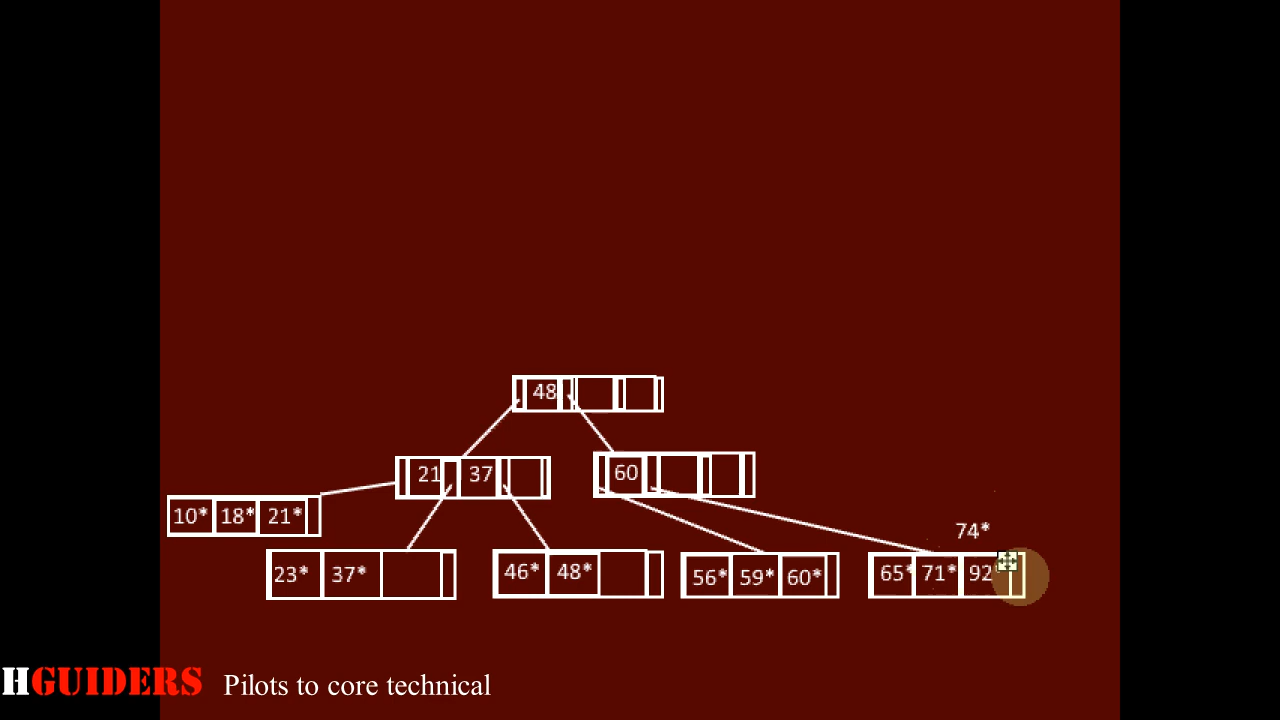 48
21 37
60
10* 18* 21*
74*
23* 37*
46* 48*
56* 59* 60*
65* 71* 92*
HGUIDERS Pilots to core technical